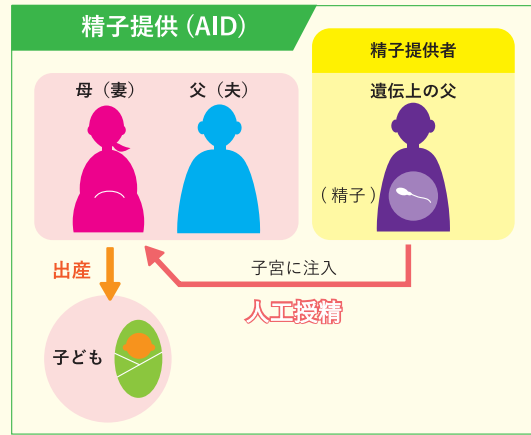 精子提供（AID）
精子提供者
母（妻）
父（夫）
遺伝上の父
（精子）
出産
子宮に注入
人工授精
子ども